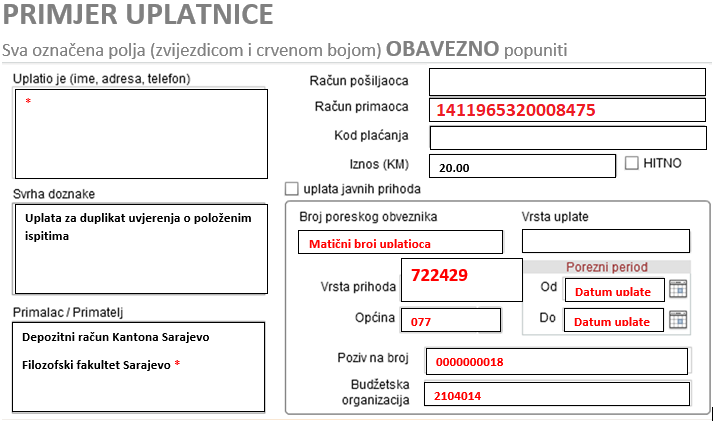 PRIMJER UPLATNICE
Sva označena polja (zvijezdicom i crvenom bojom) OBAVEZNO popuniti
Uplatio je (ime, adresa, telefon)
*
Svrha doznake
Uplata za duplikat uvjerenja o položenim
ispitima
Primalac / Primatelj
Depozitni račun Kantona Sarajevo
Filozofski fakultet Sarajevo *
Račun pošiljaoca
Račun primaoca 1411965320008475
Kod plaćanja
Iznos (KM) 20.00 HITNO
uplata javnih prihoda
Broj poreskog obveznika Vrsta uplate
Matični broj uplatioca
Vrsta prihoda 722429
Porezni period
Od Datum uplate
Općina 077
Do Datum uplate
Poziv na broj 0000000018
Budžetska
organizacija 2104014